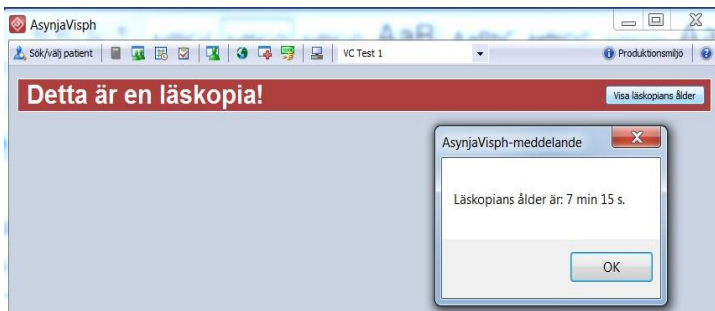 AsynjaVisph
Sök/välj patient VC Test 1 Produktionsmiljö
Detta är en läskopia!
Visa läskopians ålder
AsynjaVisph-meddelande
Läskopians ålder är: 7 min 15 s.
OK